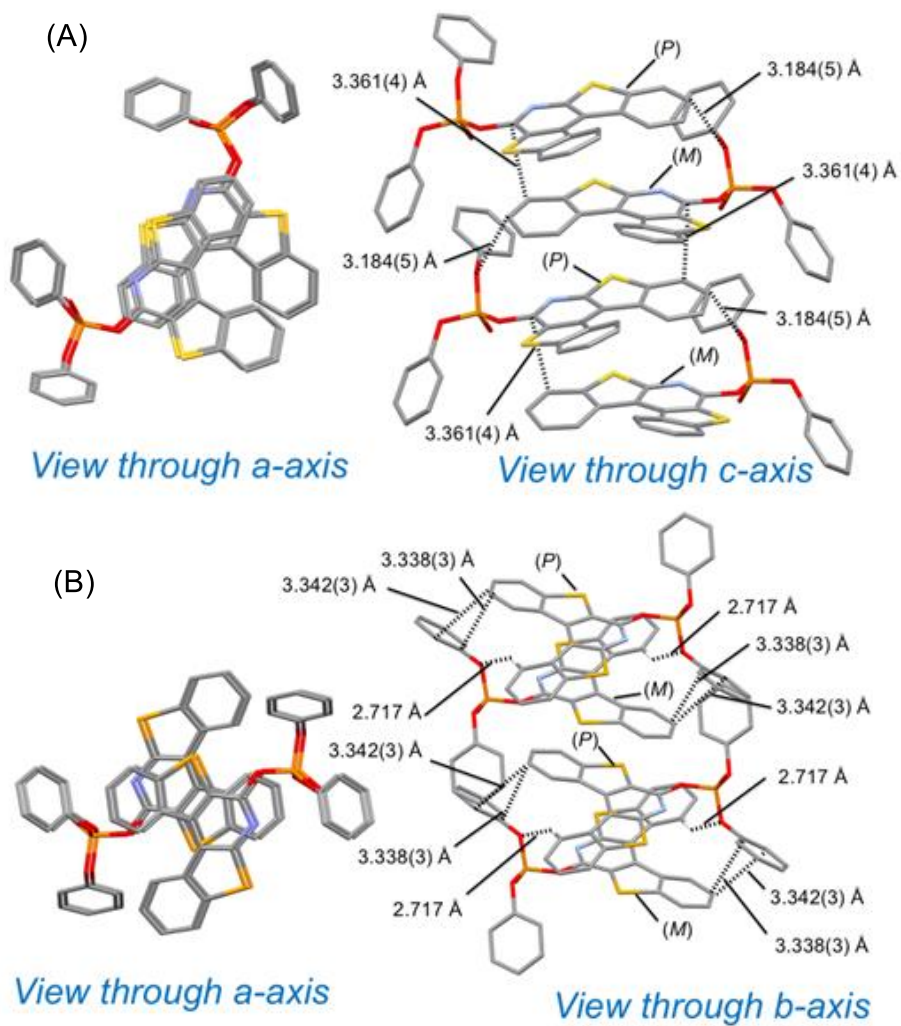 (A)
(P)
3.361(4) Å
3.184(5) Å
(M)
3.361(4) Å
3.184(5) Å
(P)
3.184(5) Å
(M)
3.361(4) Å
View through a-axis
View through c-axis
(B)
3.338(3) Å
(P)
3.342(3) Å
2.717 Å
3.338(3) Å
2.717 Å
(M)
3.342(3) Å
3.342(3) Å
(P)
2.717 Å
3.338(3) Å
3.342(3) Å
2.717 Å
(M)
3.338(3) Å
View through a-axis
View through b-axis